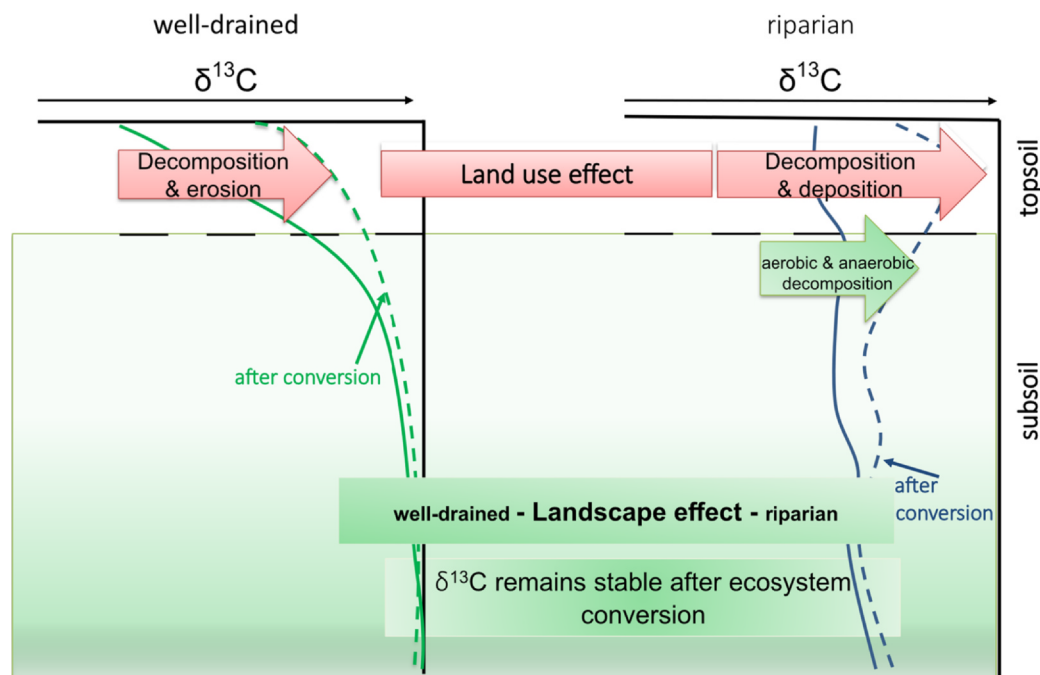 well-drained
riparian
δ¹³C
δ¹³C
Decomposition
& erosion
Land use effect
Decomposition
& deposition
topsoil
aerobic & anaerobic
decomposition
after conversion
subsoil
after
conversion
well-drained - Landscape effect - riparian
δ¹³C remains stable after ecosystem
conversion